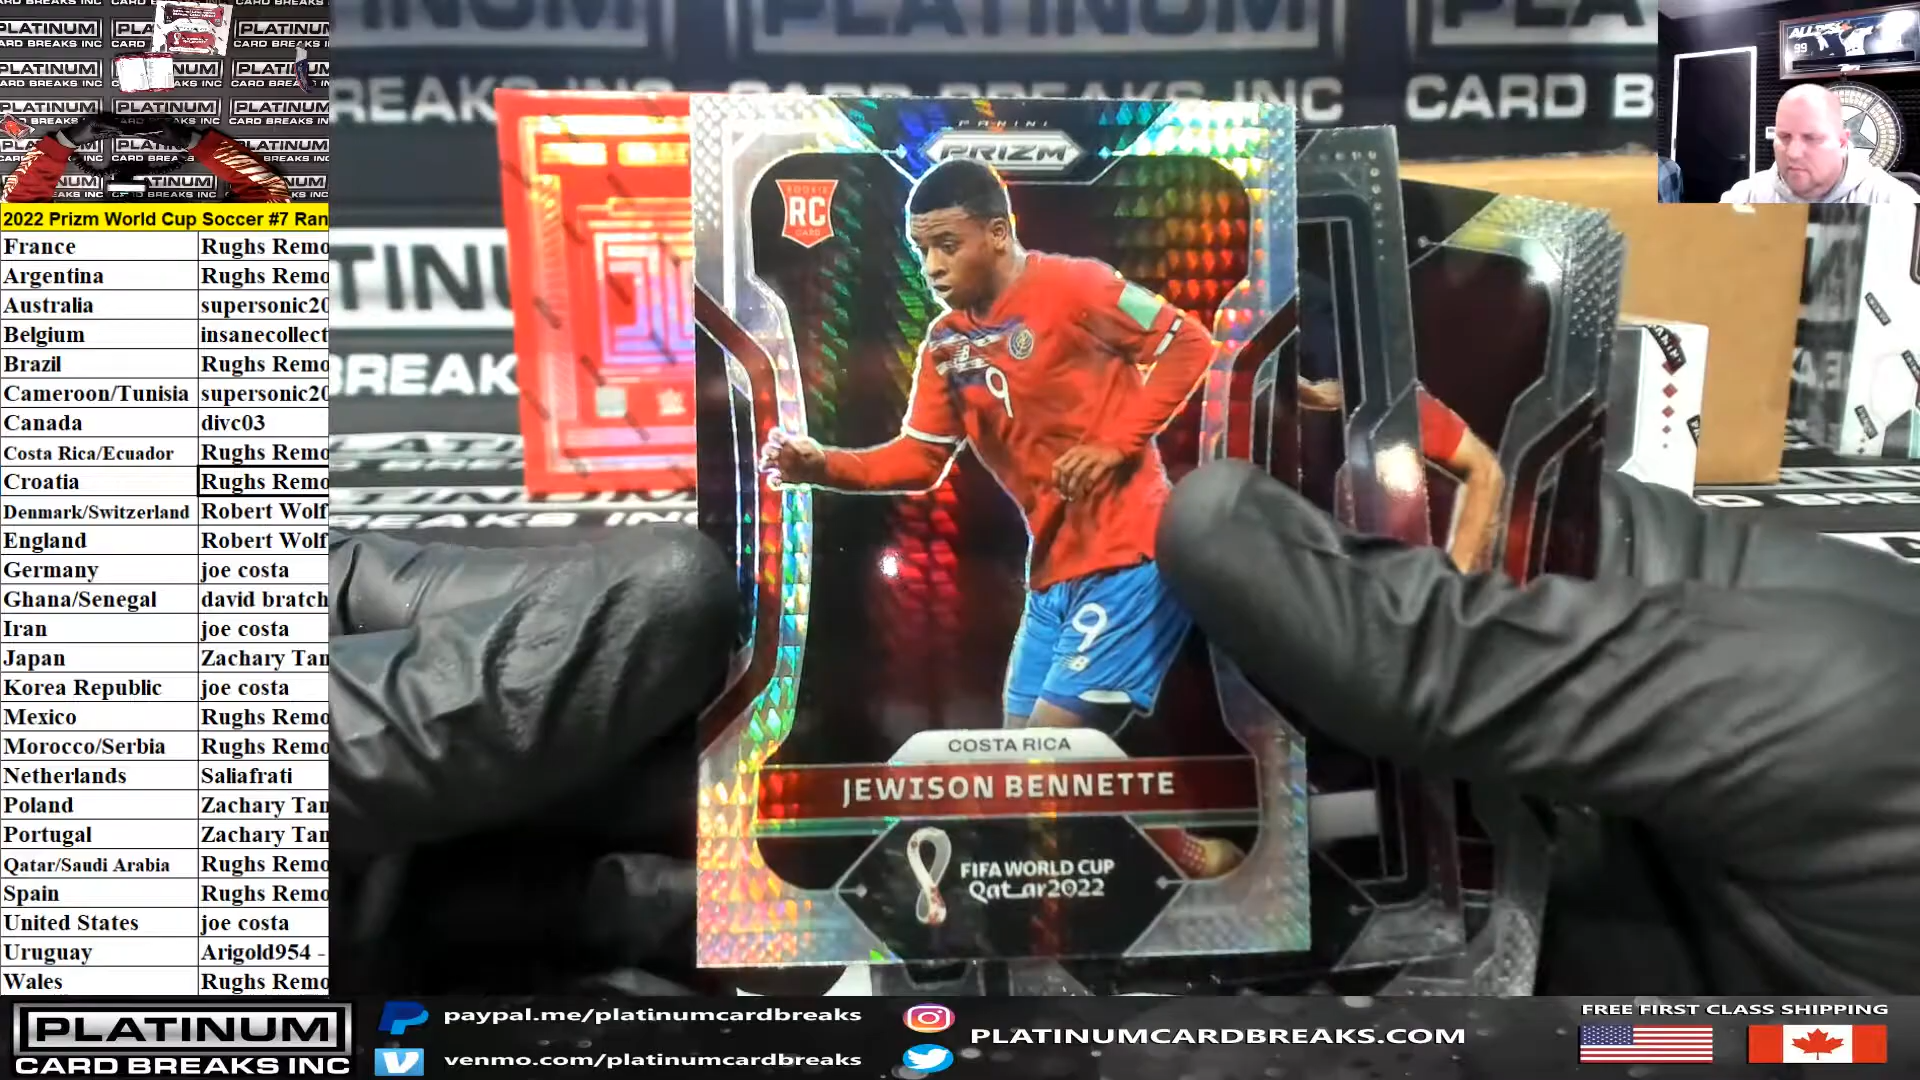 2022 Prizm World Cup Soccer #7 Ran
France Rughs Remo
Argentina Rughs Remo
Australia supersonic20
Belgium insanecollect
Brazil Rughs Remo
Cameroon/Tunisia supersonic20
Canada divc03
Costa Rica/Ecuador Rughs Remo
Croatia Rughs Remo
Denmark/Switzerland Robert Wolf
England Robert Wolf
Germany joe costa
Ghana/Senegal david bratch
Iran joe costa
Japan Zachary Tan
Korea Republic joe costa
Mexico Rughs Remo
Morocco/Serbia Rughs Remo
Netherlands Saliafrati
Poland Zachary Tan
Portugal Zachary Tan
Qatar/Saudi Arabia Rughs Remo
Spain Rughs Remo
United States joe costa
Uruguay Arigold954 -
Wales Rughs Remo
PANINI
PRIZM
ROOKIE
RC
CARD
9
9
COSTA RICA
JEWISON BENNETTE
FIFA WORLD CUP
Qatar2022
CARD B
99
PLATINUM
CARD BREAKS INC
paypal.me/platinumcardbreaks
venmo.com/platinumcardbreaks
PLATINUMCARDBREAKS.COM
FREE FIRST CLASS SHIPPING